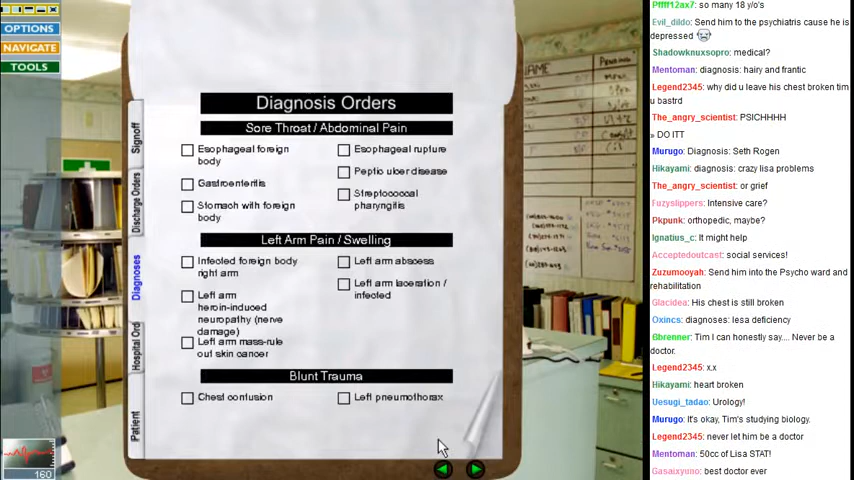 OPTIONS
NAVIGATE
TOOLS
Signoff
Discharge Orders
Diagnoses
Hospital Ord
Patient
Diagnosis Orders
Sore Throat / Abdominal Pain
Esophageal foreign
body
Gastroenteritis
Stomach with foreign
body
Esophageal rupture
Peptic ulcer disease
Streptococcal
pharyngitis
Left Arm Pain / Swelling
Infected foreign body
right arm
Left arm
heroin-induced
neuropathy (nerve
damage)
Left arm mass-rule
out skin cancer
Left arm abscess
Left arm laceration /
infected
Blunt Trauma
Chest contusion
Left pneumothorax
160
NAME
PENDING
Pffff12ax7: so many 18 y/o's
Evil_dildo: Send him to the psychiatris cause he is
depressed
Shadowknuxsopro: medical?
Mentoman: diagnosis: hairy and frantic
Legend2345: why did u leave his chest broken tim
u bastrd
The_angry_scientist: PSICHHHH
» DO ITT
Murugo: Diagnosis: Seth Rogen
Hikayami: diagnosis: crazy lisa problems
The_angry_scientist: or grief
Fuzyslippers: Intensive care?
Pkpunk: orthopedic, maybe?
Ignatius_c: It might help
Acceptedoutcast: social services!
Zuzumooyah: Send him into the Psycho ward and
rehabilitation
Glacidea: His chest is still broken
Oxincs: diagnoses: lesa deficiency
Bbrenner: Tim I can honestly say.... Never be a
doctor.
Legend2345: x.x
Hikayami: heart broken
Uesugi_tadao: Urology!
Murugo: It's okay, Tim's studying biology.
Legend2345: never let him be a doctor
Mentoman: 50cc of Lisa STAT!
Gasaixyuno: best doctor ever